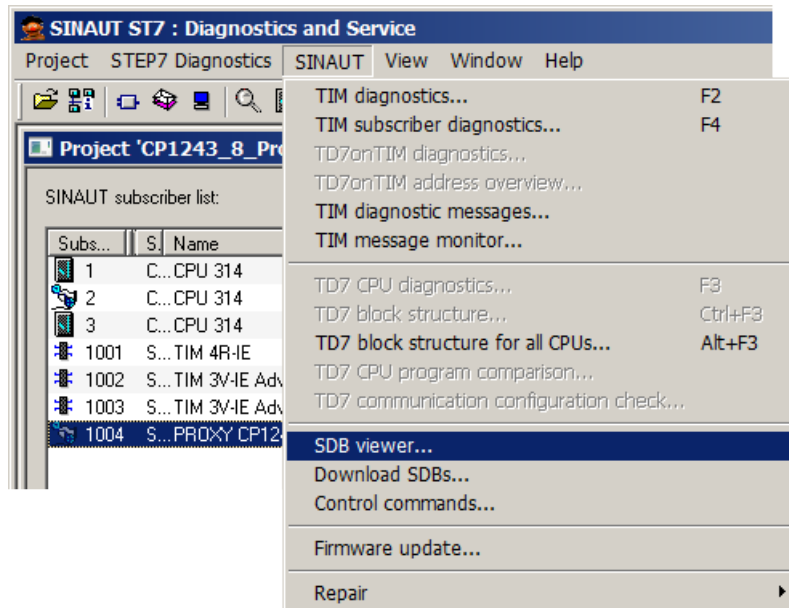 SINAUT ST7 : Diagnostics and Service
Project STEP7 Diagnostics SINAUT View Window Help
TIM diagnostics... F2
TIM subscriber diagnostics... F4
TD7onTIM diagnostics...
TD7onTIM address overview...
TIM diagnostic messages...
TIM message monitor...
TD7 CPU diagnostics... F3
TD7 block structure... Ctrl+F3
TD7 block structure for all CPUs... Alt+F3
TD7 CPU program comparison...
TD7 communication configuration check...
SDB viewer...
Download SDBs...
Control commands...
Firmware update...
Repair
Project 'CP1243_8_Pro
SINAUT subscriber list:
Subs... S. Name
1 C... CPU 314
2 C... CPU 314
3 C... CPU 314
1001 S... TIM 4R-IE
1002 S... TIM 3V-IE Adv
1003 S... TIM 3V-IE Adv
1004 S... PROXY CP124